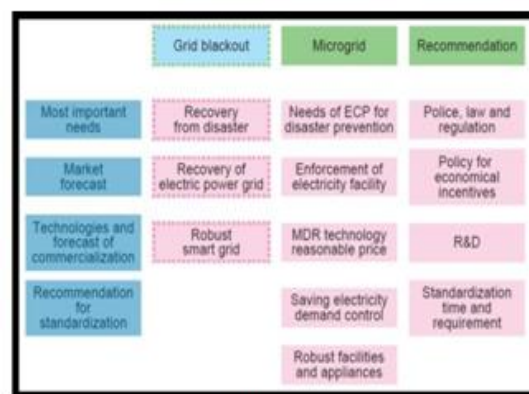 Grid blackout
Microgrid
Recommendation
Most important
needs
Recovery
from disaster
Needs of ECP for
disaster prevention
Police, law and
regulation
Market
forecast
Recovery of
electric power grid
Enforcement of
electricity facility
Policy for
economical
incentives
Technologies and
forecast of
commercialization
Robust
smart grid
MDR technology
reasonable price
R&D
Recommendation
for
standardization
Saving electricity
demand control
Standardization
time and
requirement
Robust facilities
and appliances